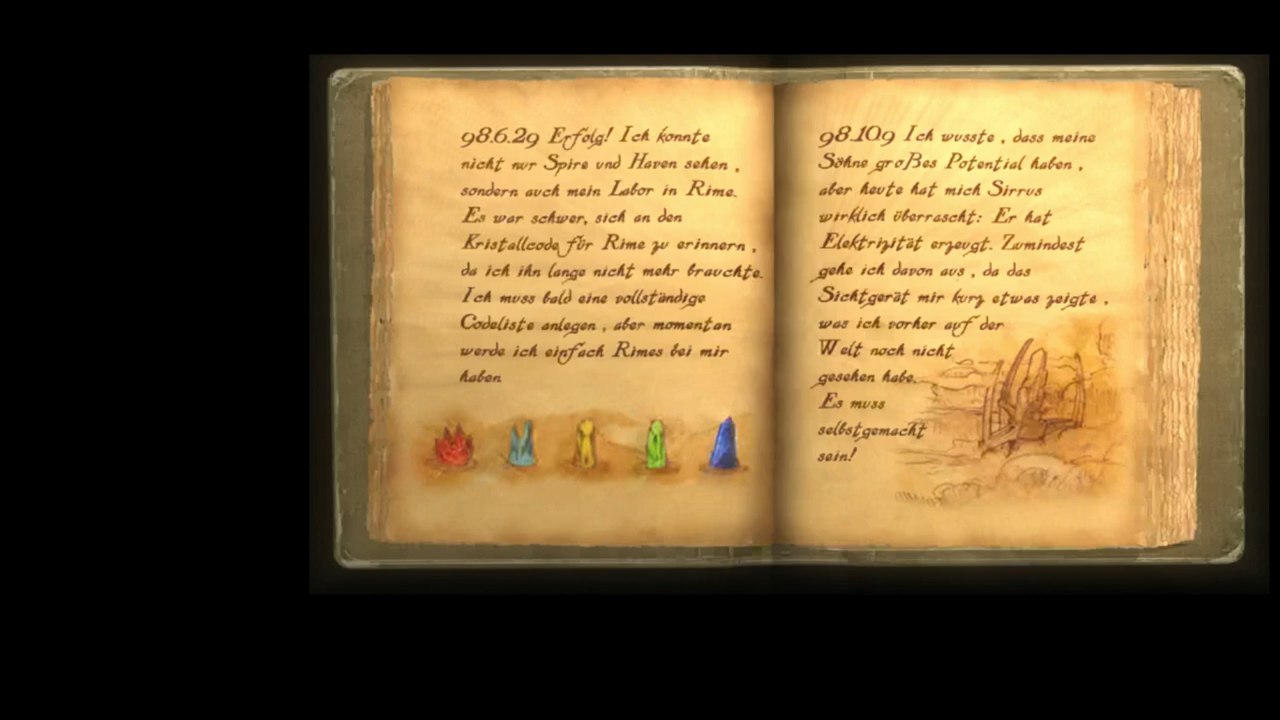 98.6.29 Erfolg! Ich konnte
nicht nur Spire und Haven sehen ,
sondern auch mein Labor in Rime.
Es war schwer, sich an den
Kristallcode für Rime zu erinnern ,
da ich ihn lange nicht mehr brauchte.
Ich muss bald eine vollständige
Codeliste anlegen , aber momentan
werde ich einfach Rimes bei mir
haben
98.10.9 Ich wusste , dass meine
Söhne großes Potential haben ,
aber heute hat mich Sirrus
wirklich überrascht: Er hat
Elektrizität erzeugt. Zumindest
gehe ich davon aus , da das
Sichtgerät mir kurz etwas zeigte ,
was ich vorher auf der
Welt noch nicht
gesehen habe.
Es muss
selbstgemacht
sein!